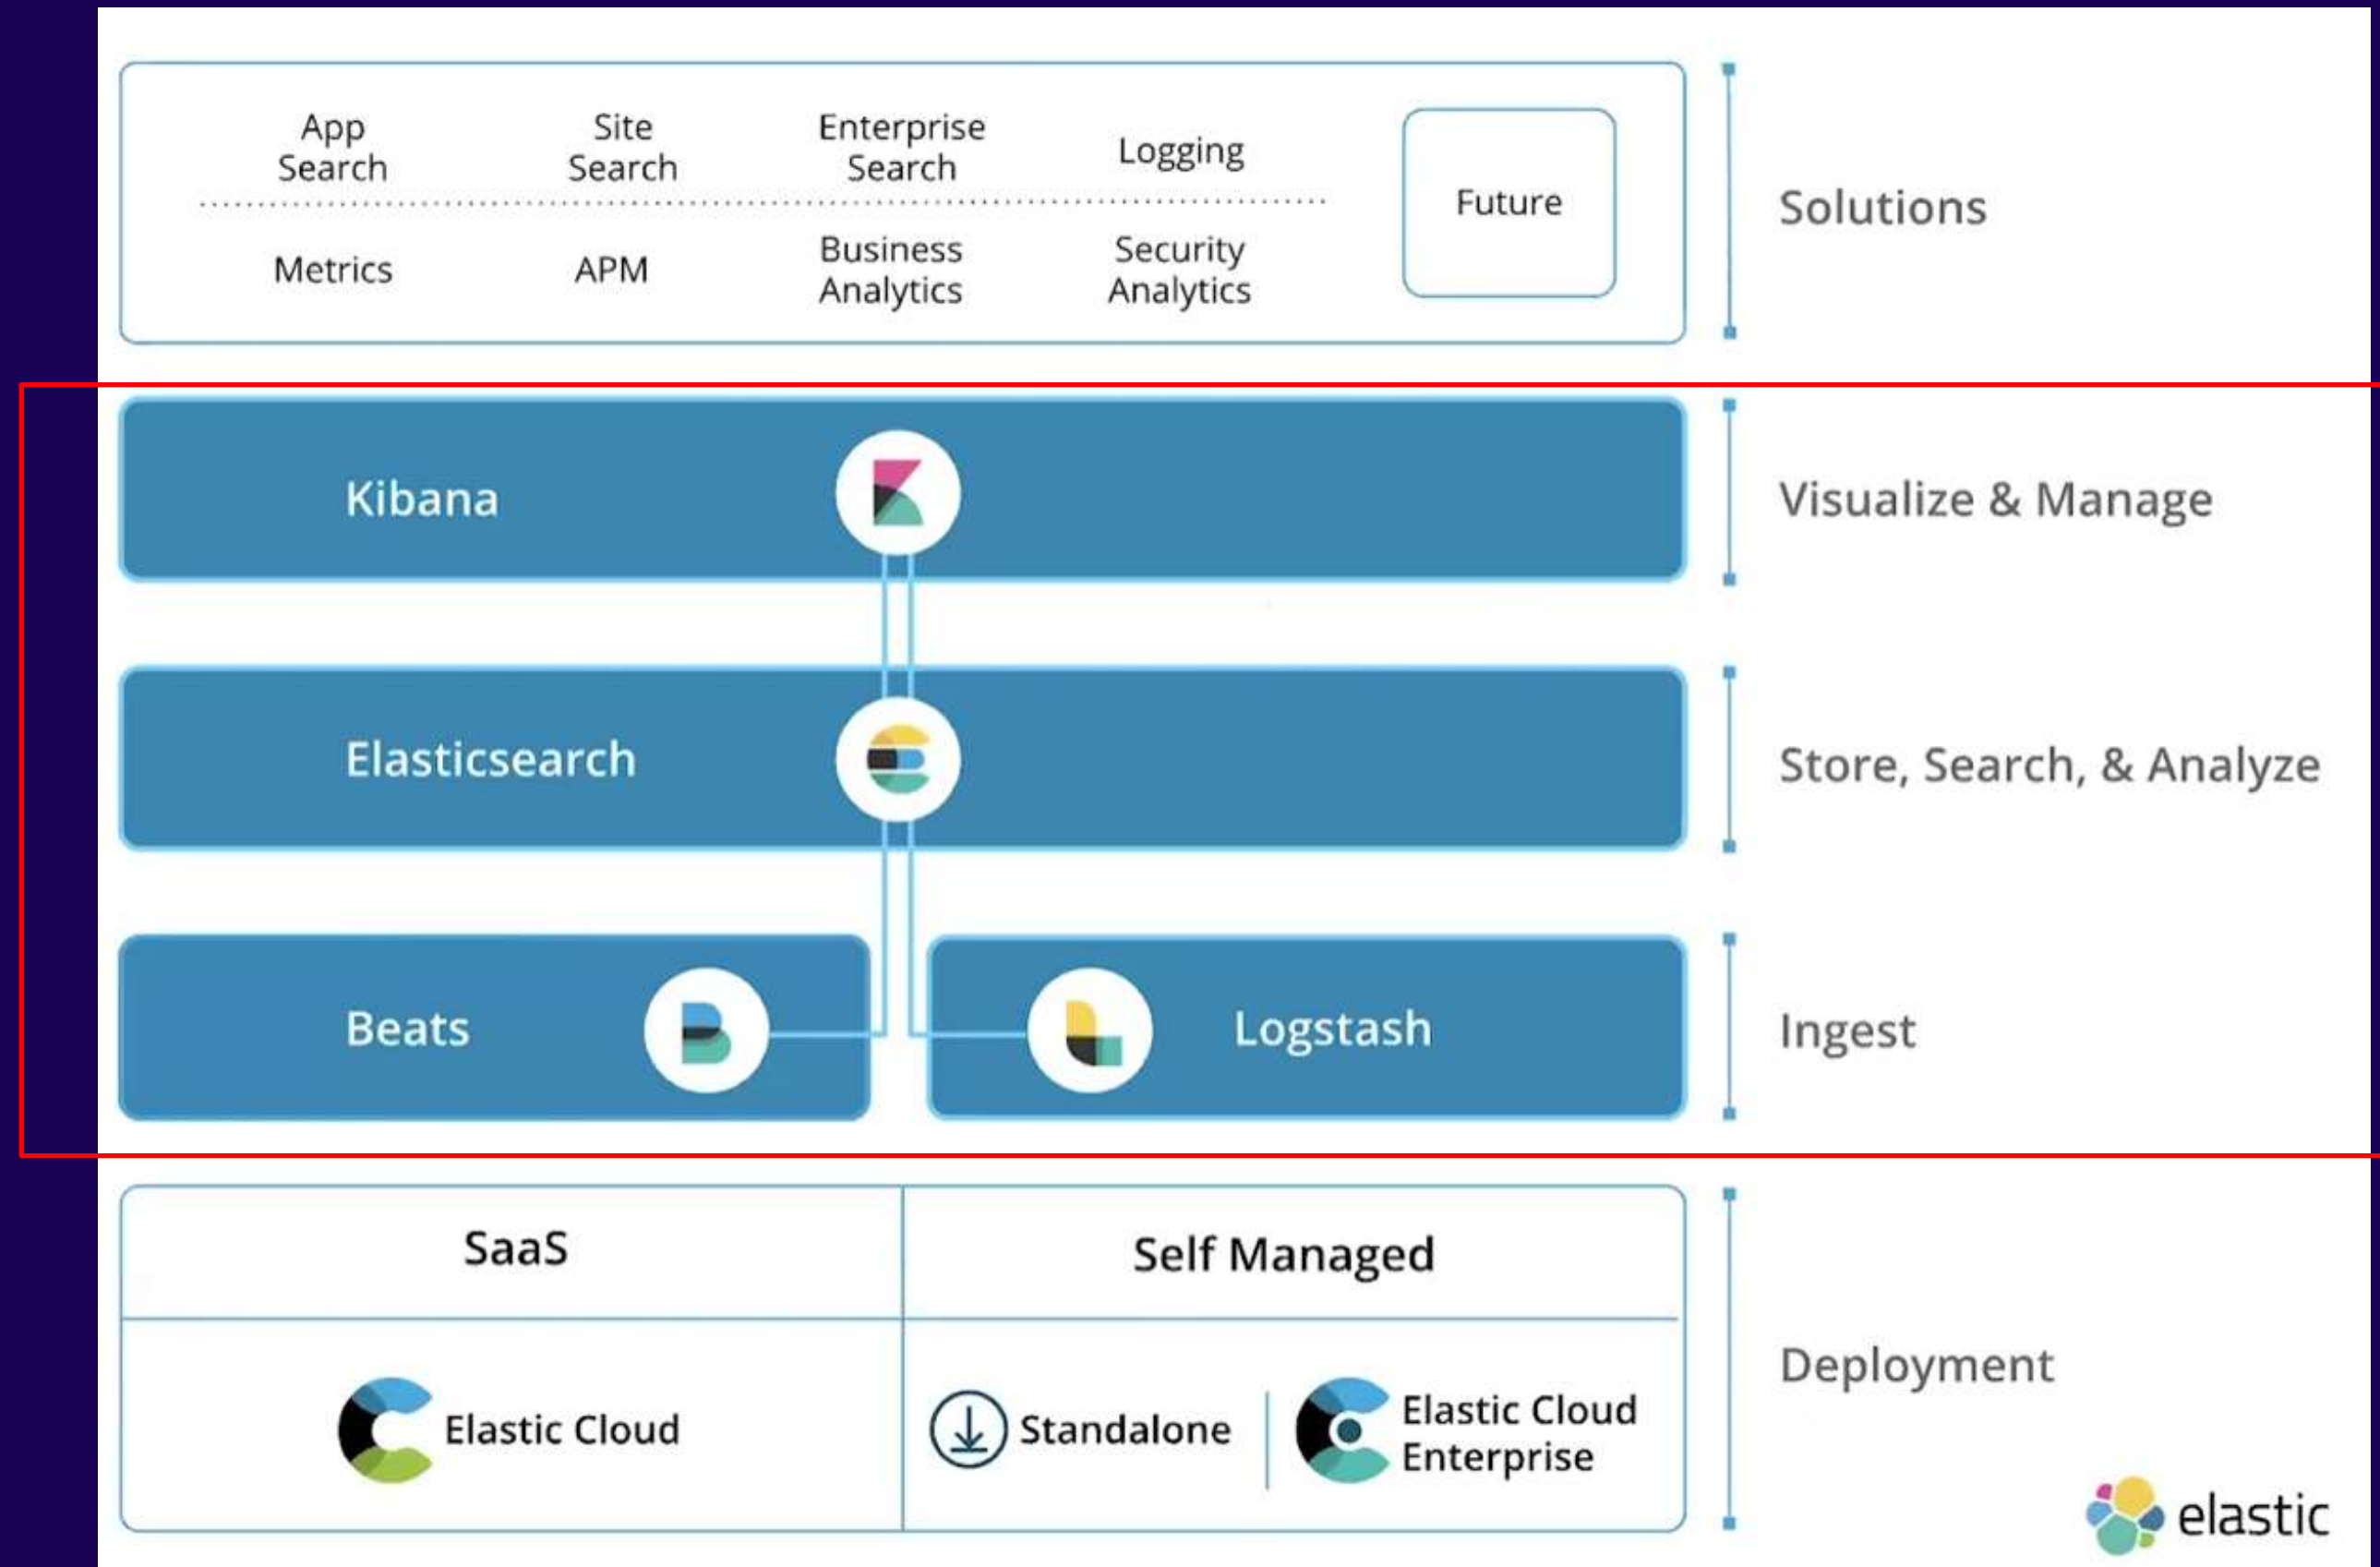 App
Search
Site
Search
Enterprise
Search
Logging
Metrics
APM
Business
Analytics
Security
Analytics
Future
Solutions
Kibana
Visualize & Manage
Elasticsearch
Store, Search, & Analyze
Beats
Logstash
Ingest
SaaS
Self Managed
Elastic Cloud
Standalone
Elastic Cloud
Enterprise
Deployment
elastic